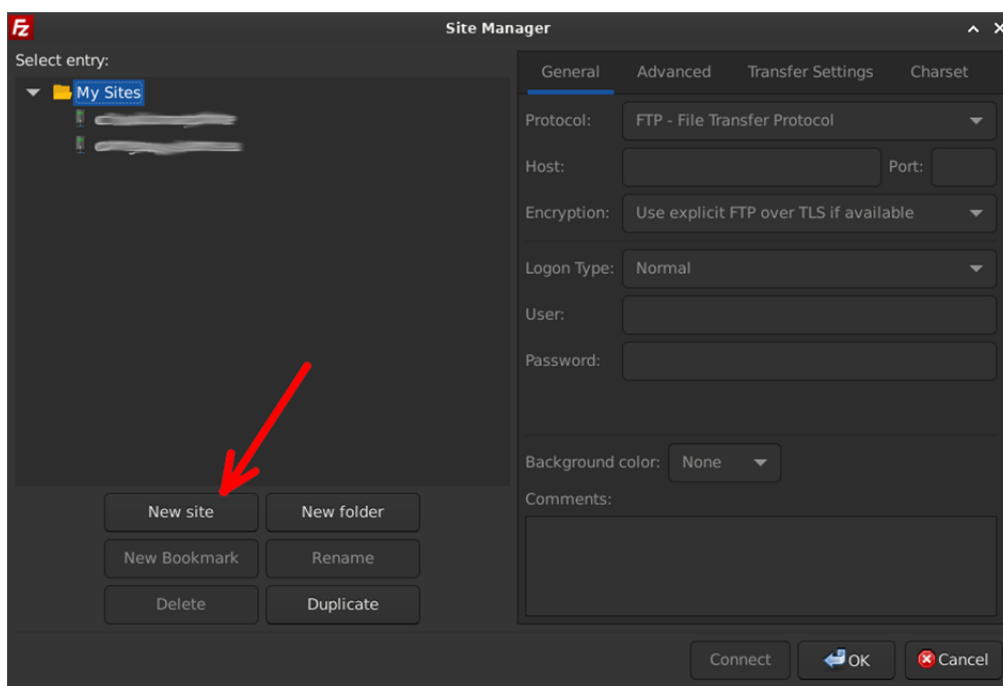 Fz
Site Manager
Select entry:
My Sites
New site
New folder
New Bookmark
Rename
Delete
Duplicate
General
Advanced
Transfer Settings
Charset
Protocol:
FTP - File Transfer Protocol
Host:
Port:
Encryption:
Use explicit FTP over TLS if available
Logon Type:
Normal
User:
Password:
Background color:
None
Comments:
Connect
OK
Cancel